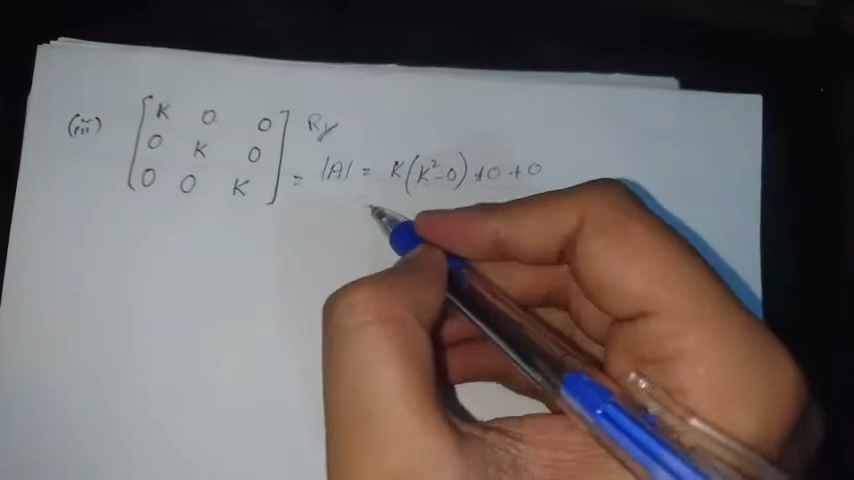 (iii) [K 0 0
0 K 0
0 0 K] = |A| = K(K²-0)+0+0